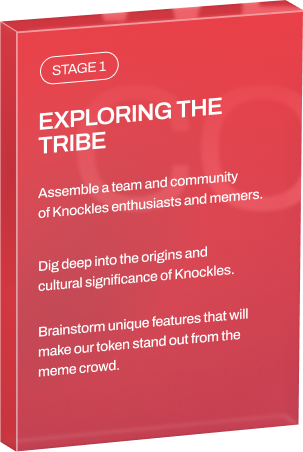 STAGE 1
EXPLORING THE
TRIBE
Assemble a team and community
of Knockles enthusiasts and memers.
Dig deep into the origins and
cultural significance of Knockles.
Brainstorm unique features that will
make our token stand out from the
meme crowd.